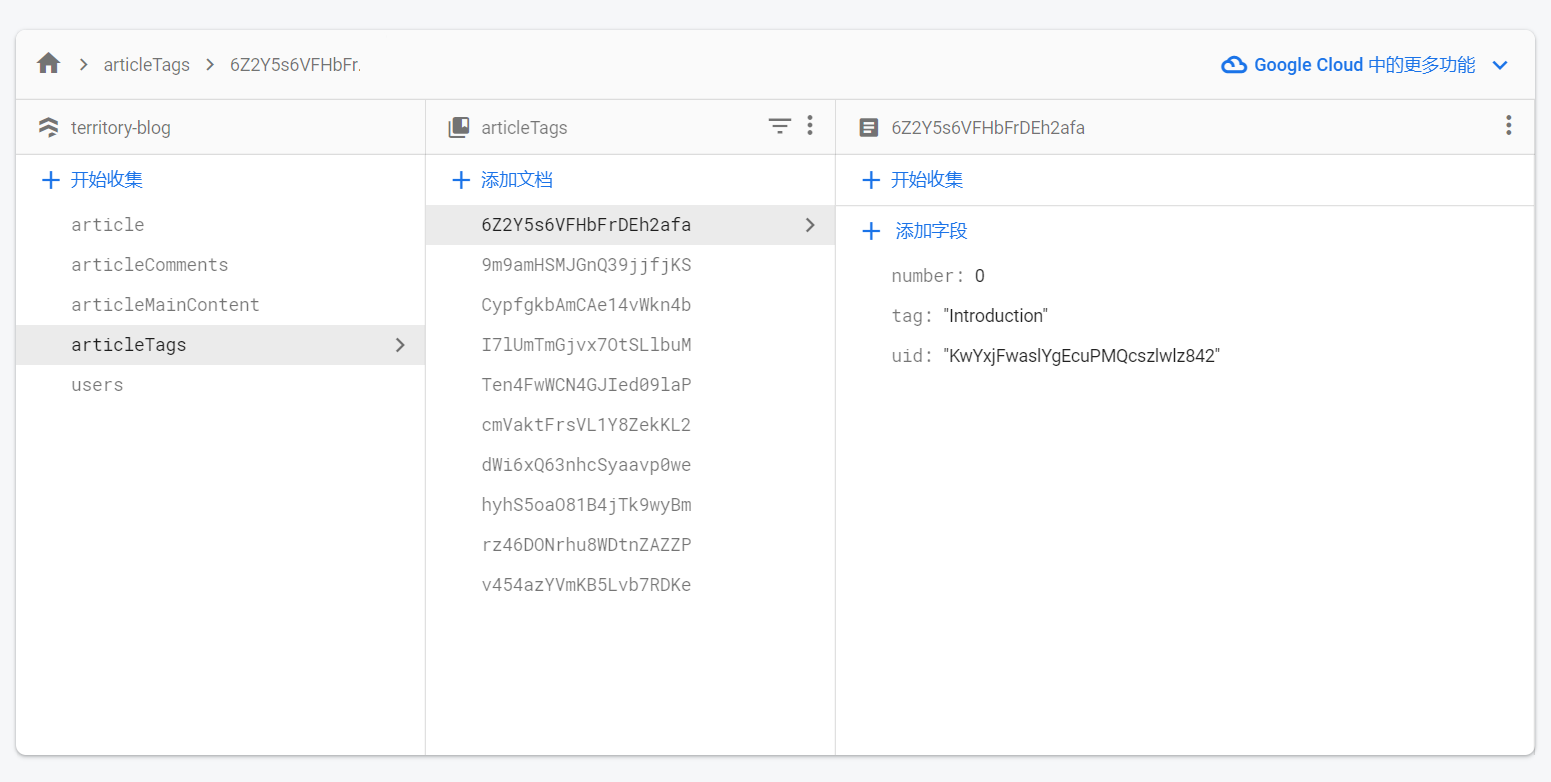 articleTags > 6Z2Y5s6VFHbFr.
Google Cloud 中的更多功能
territory-blog
articleTags
6Z2Y5s6VFHbFrDEh2afa
开始收集
添加文档
开始收集
article
articleComments
articleMainContent
articleTags
users
6Z2Y5s6VFHbFrDEh2afa
9m9amHSMJGnQ39jjfjKS
CypfgkbAmCAe14vWkn4b
I7lUmTmGjvx7OtSLlbuM
Ten4FwWCN4GJIed09laP
cmVaktFrsVL1Y8ZekKL2
dWi6xQ63nhcSyaavp0we
hyhS5oaO81B4jTk9wyBm
rz46DONrhu8WDtnZAZZP
v454azYVmKB5Lvb7RDKe
添加字段
number: 0
tag: "Introduction"
uid: "KwYxjFwaslYgEcuPMQcszlwlz842"